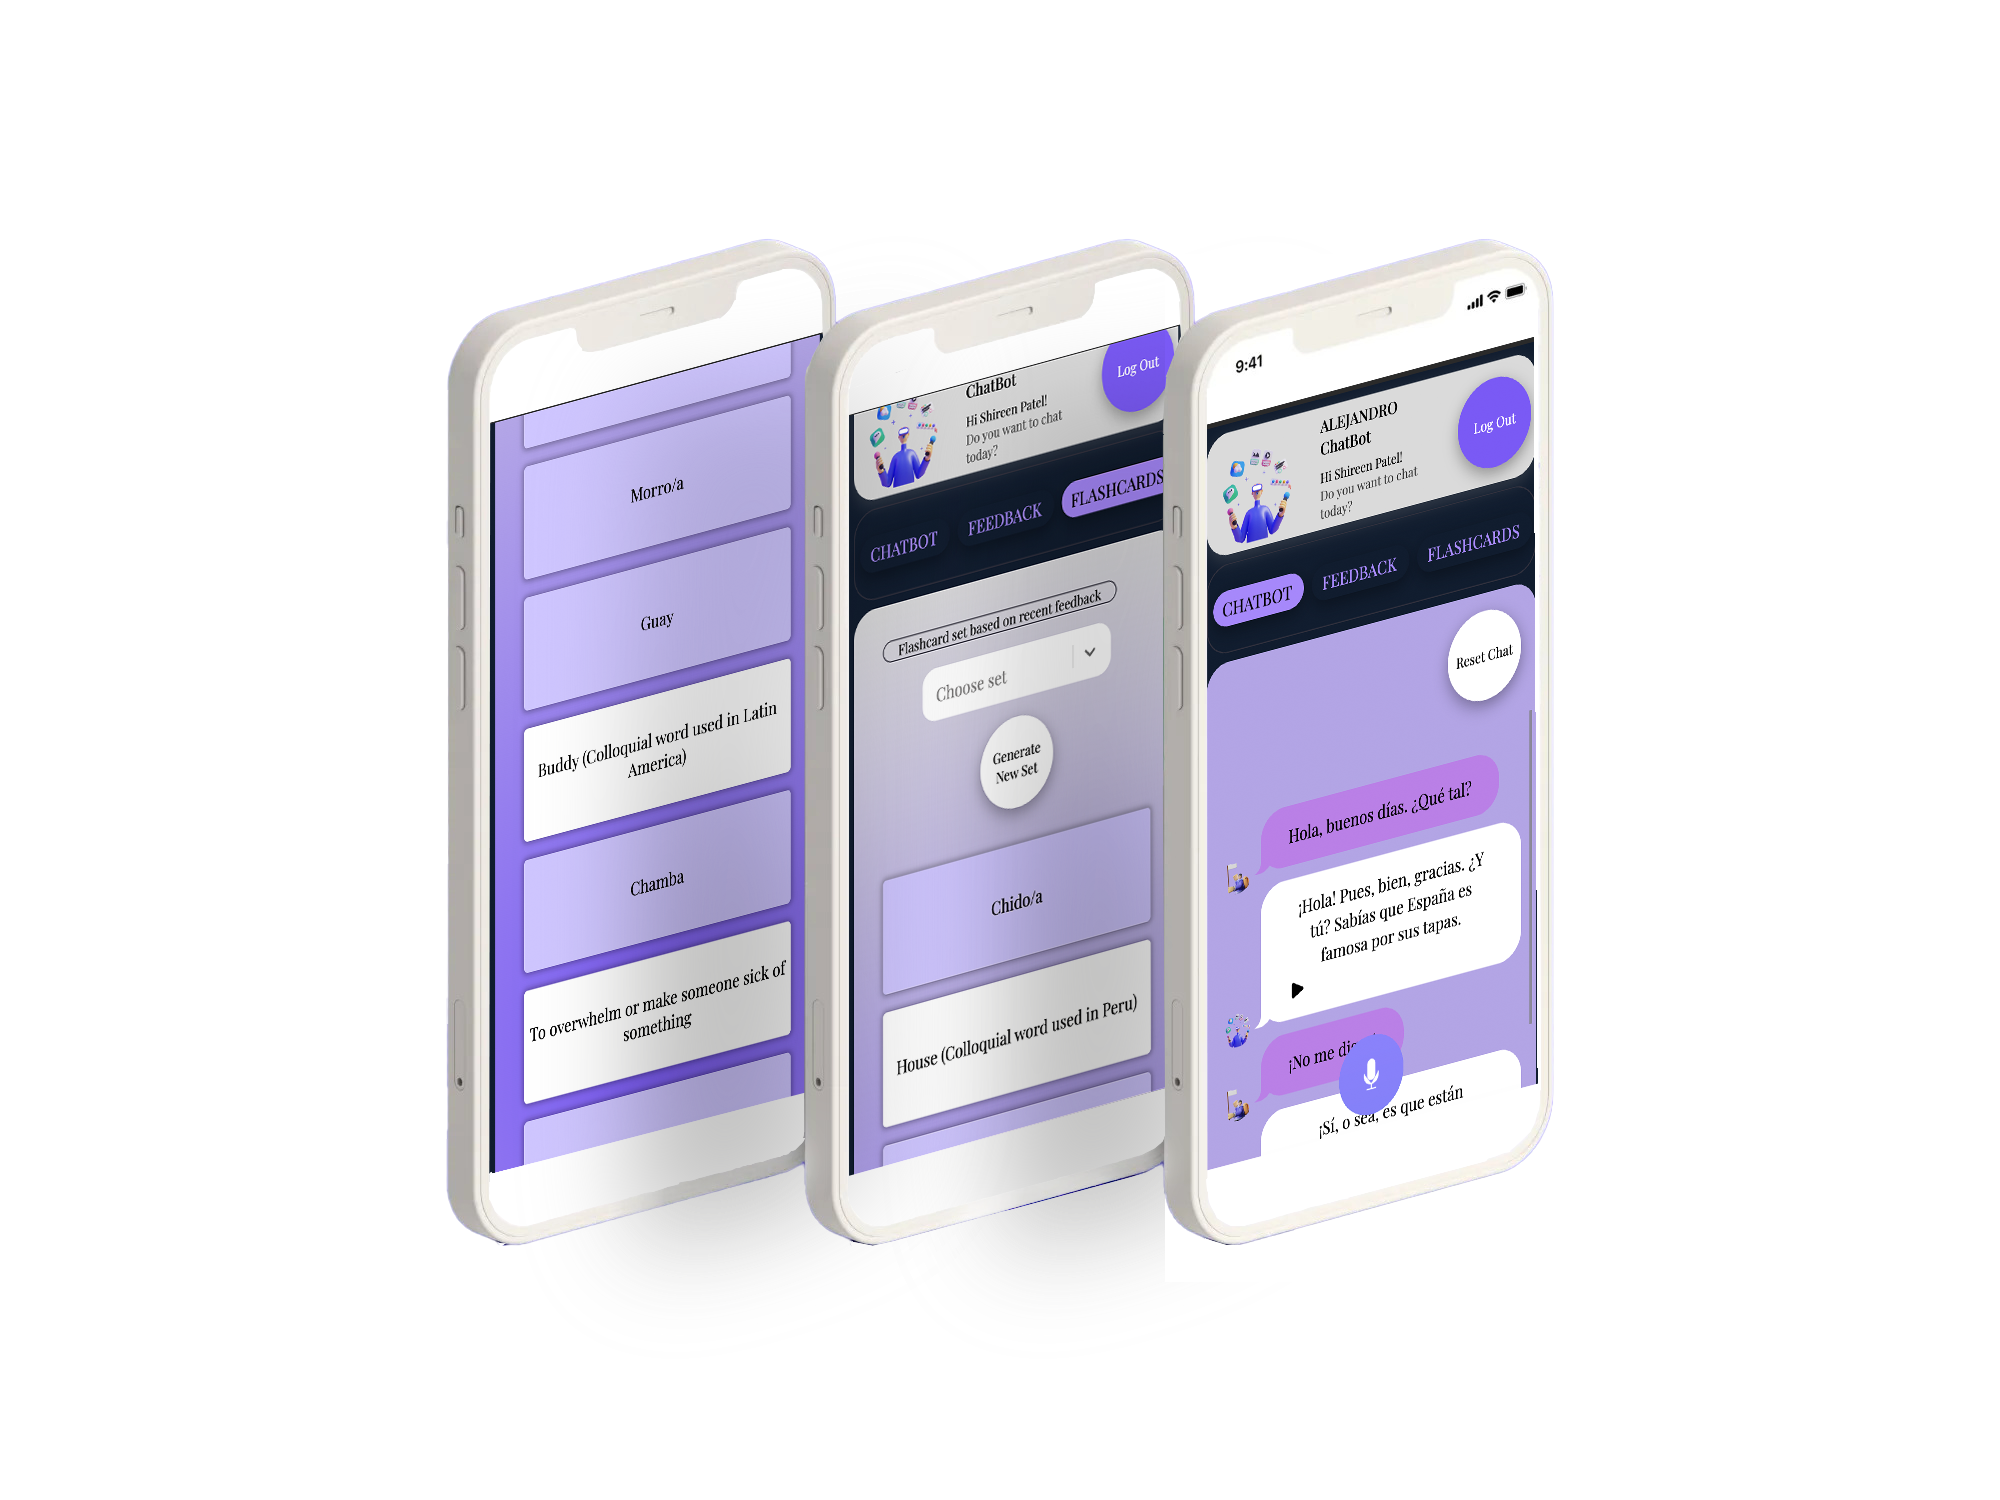 Morro/a
Guay
Buddy (Colloquial word used in Latin
America)
Chamba
To overwhelm or make someone sick of
something
ChatBot
Hi Shireen Patel!
Do you want to chat
today?
Log Out
CHATBOT
FEEDBACK
FLASHCARDS
Flashcard set based on recent feedback
Choose set
Generate
New Set
Chido/a
House (Colloquial word used in Peru)
9:41
ALEJANDRO
ChatBot
Hi Shireen Patel!
Do you want to chat
today?
Log Out
CHATBOT
FEEDBACK
FLASHCARDS
Reset Chat
Hola, buenos días. ¿Qué tal?
¡Hola! Pues, bien, gracias. ¿Y
tú? Sabías que España es
famosa por sus tapas.
¡No me
¡Sí, o sea, es que están